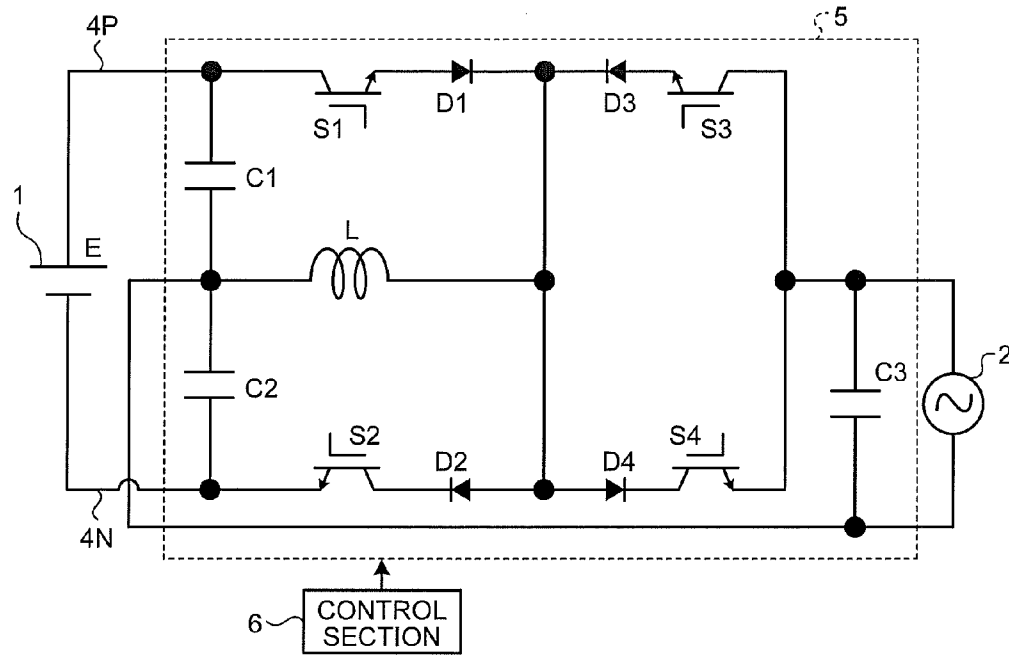 4P
5
D1
D3
S1
S3
C1
1
L
E
2
C3
C2
S2
S4
D2
D4
4N
6
CONTROL
SECTION